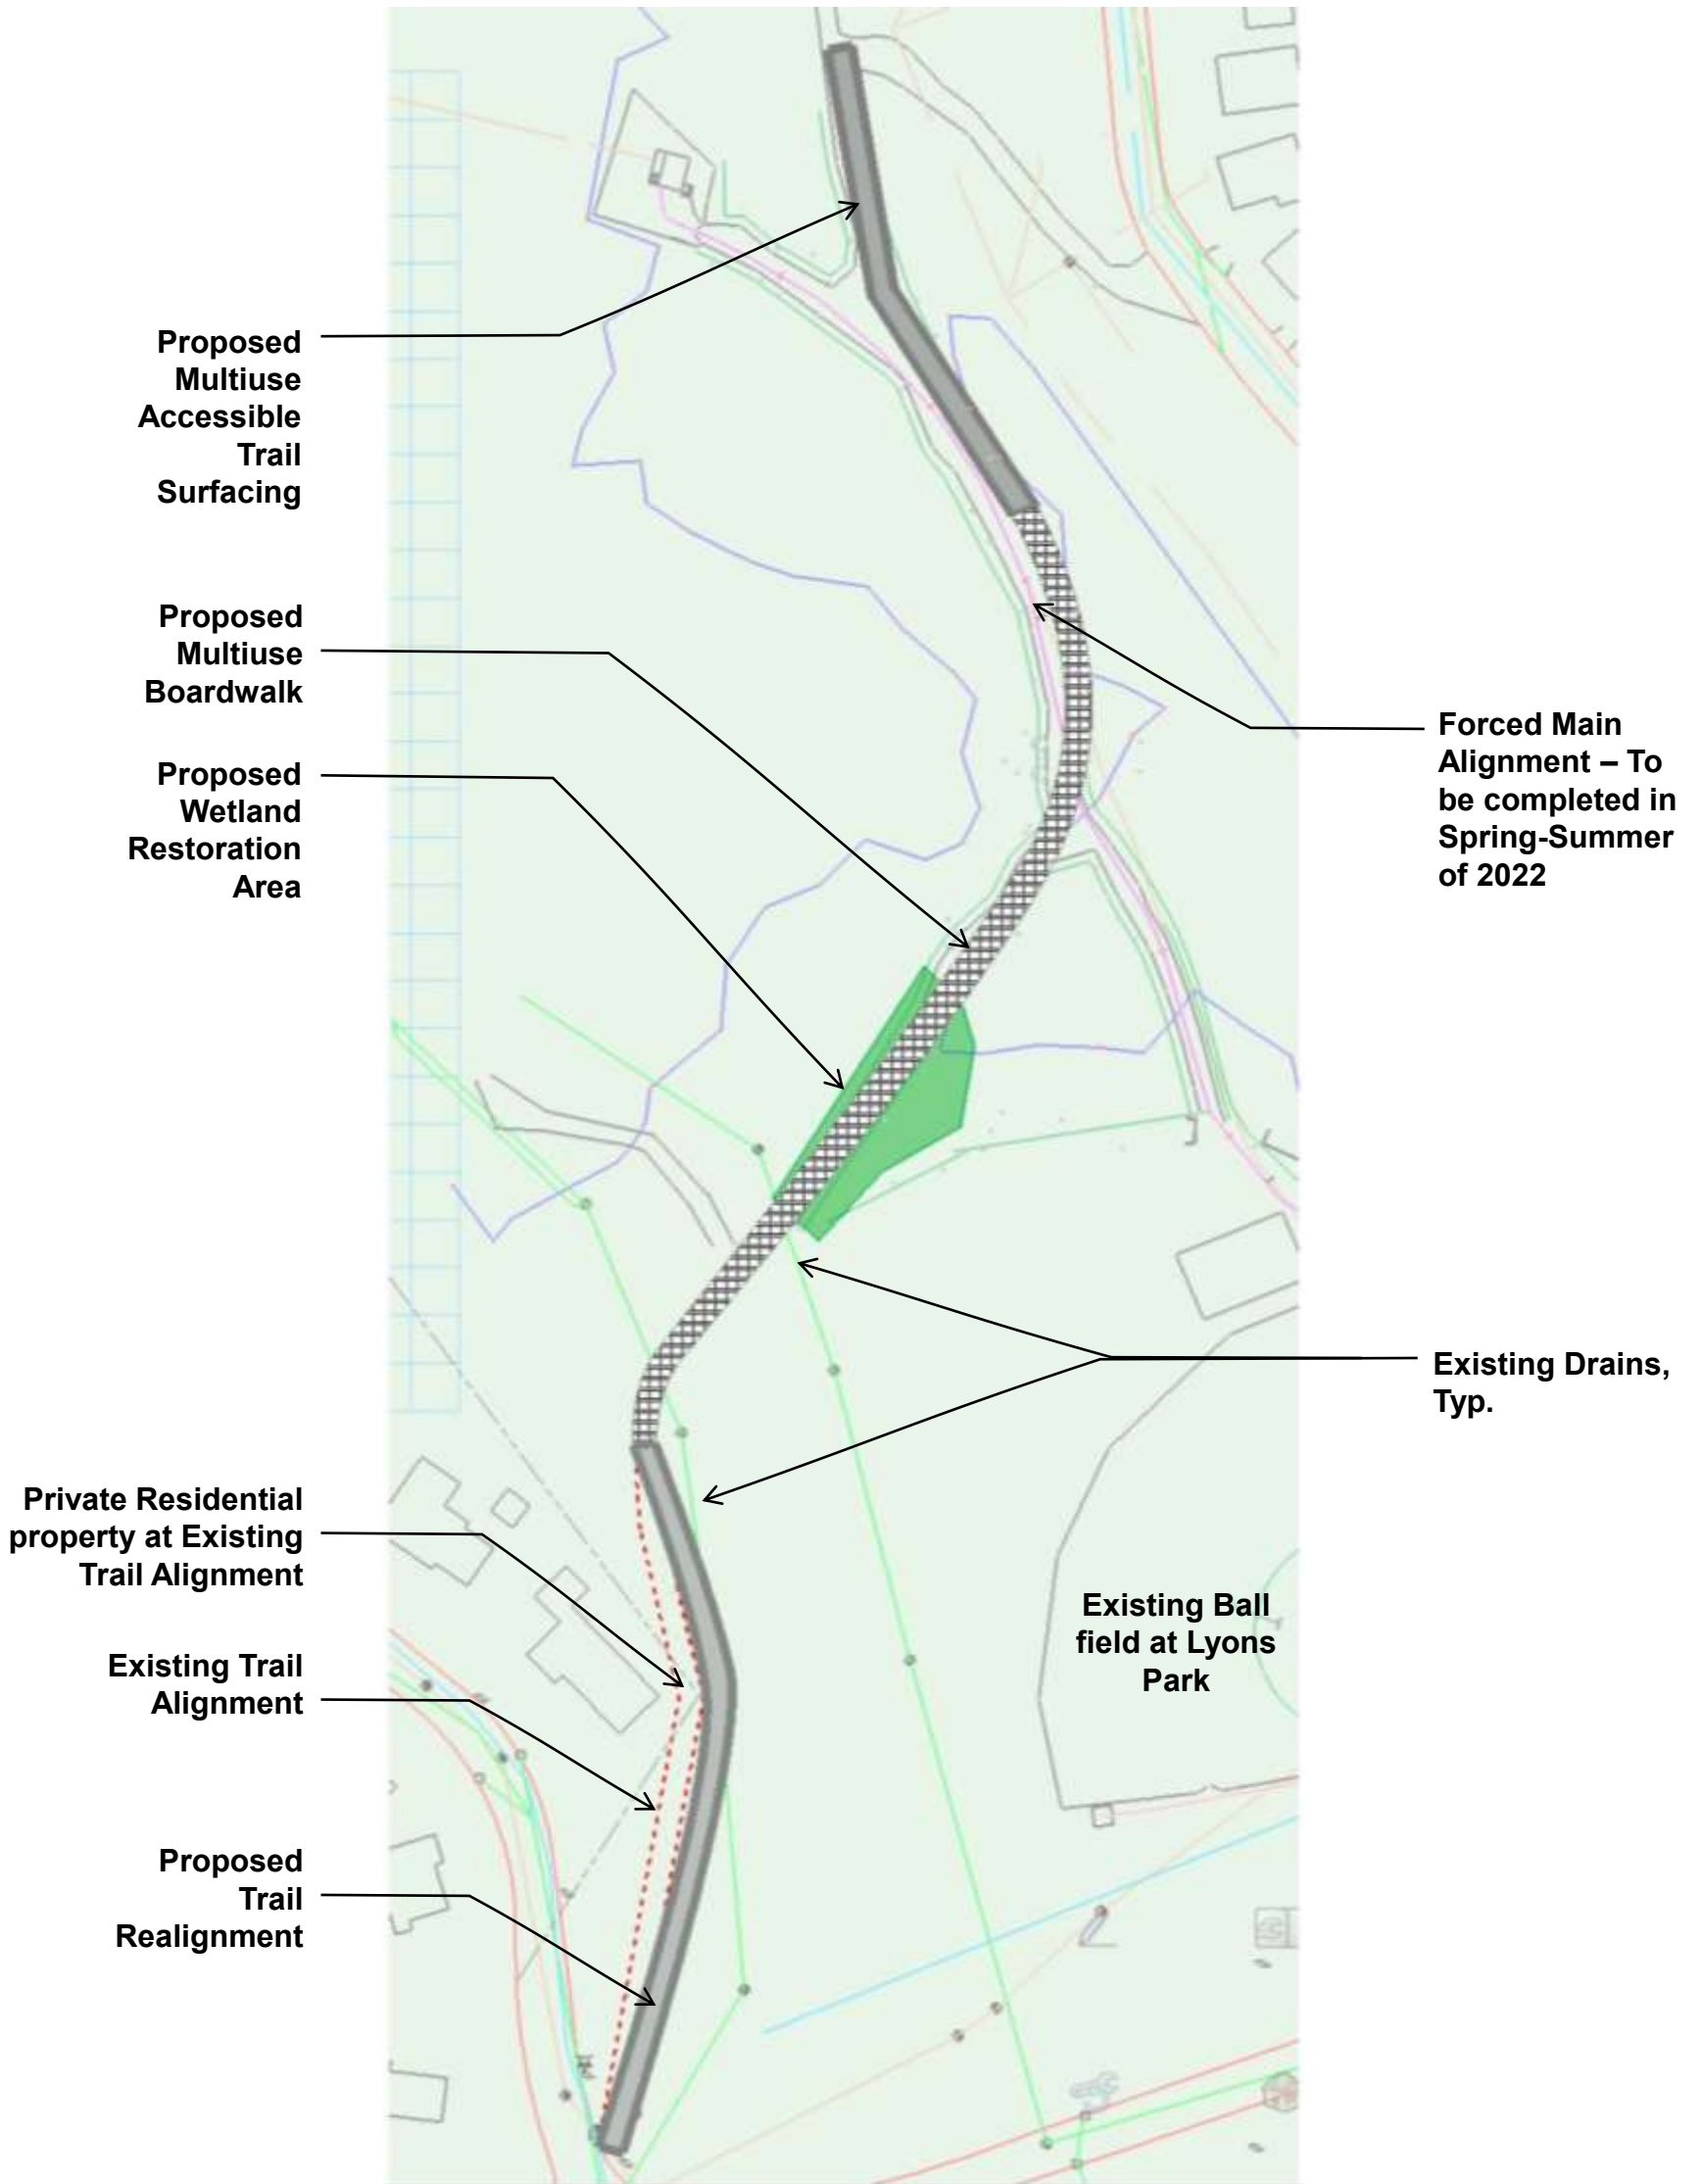 Proposed
Multiuse
Accessible
Trail
Surfacing
Proposed
Multiuse
Boardwalk
Proposed
Wetland
Restoration
Area
Forced Main
Alignment – To
be completed in
Spring-Summer
of 2022
Existing Drains,
Typ.
Private Residential
property at Existing
Trail Alignment
Existing Ball
field at Lyons
Park
Existing Trail
Alignment
Proposed
Trail
Realignment